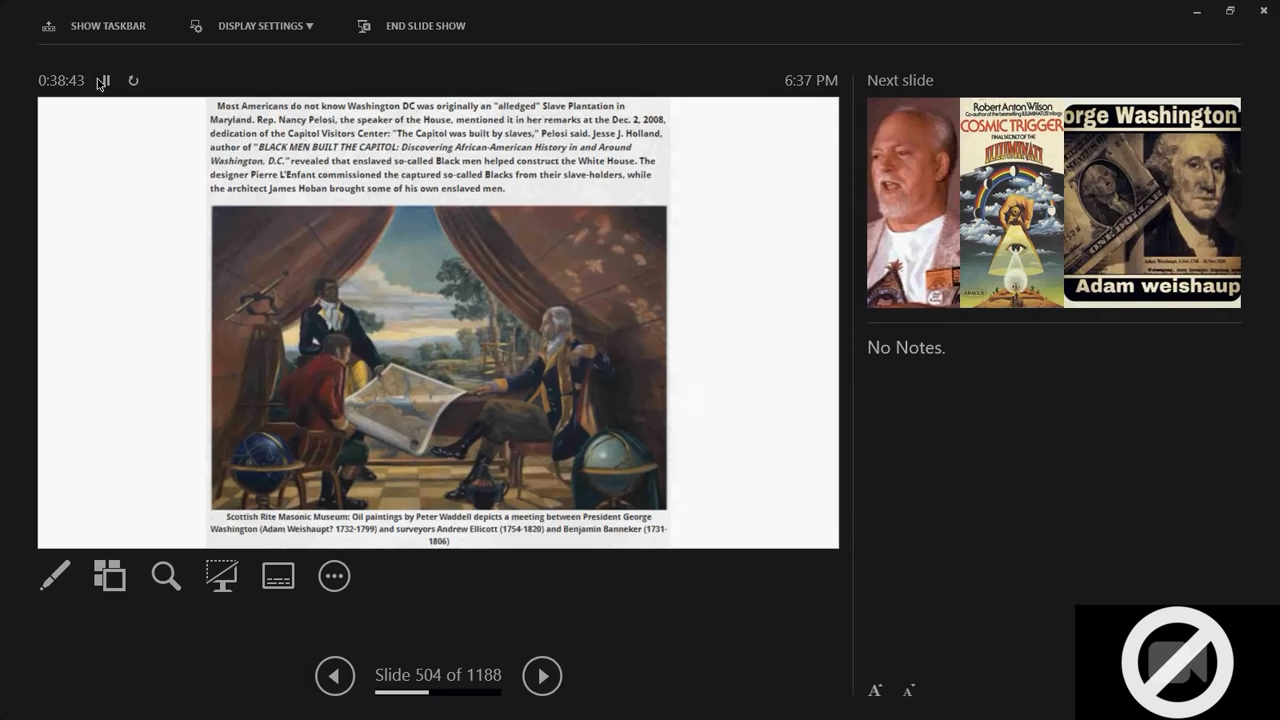 SHOW TASKBAR
DISPLAY SETTINGS ▼
END SLIDE SHOW
0:38:43
6:37 PM
Next slide
Most Americans do not know Washington DC was originally an "alledged" Slave Plantation in
Maryland. Rep. Nancy Pelosi, the speaker of the House, mentioned it in her remarks at the Dec. 2, 2008,
dedication of the Capitol Visitors Center: "The Capitol was built by slaves," Pelosi said. Jesse J. Holland,
author of "BLACK MEN BUILT THE CAPITOL: Discovering African-American History in and Around
Washington, D.C." revealed that enslaved so-called Black men helped construct the White House. The
designer Pierre L'Enfant commissioned the captured so-called Blacks from their slave-holders, while
the architect James Hoban brought some of his own enslaved men.
Scottish Rite Masonic Museum: Oil paintings by Peter Waddell depicts a meeting between President George
Washington (Adam Weishaupt? 1732-1799) and surveyors Andrew Ellicott (1754-1820) and Benjamin Banneker (1731-
1806)
Robert Anton Wilson
COSMIC TRIGGER
FINAL SECRET OF THE
ILLUMINATI
ABACUS
orge Washington
ONE DOLLAR
Adam weishaup
No Notes.
Slide 504 of 1188
A
A